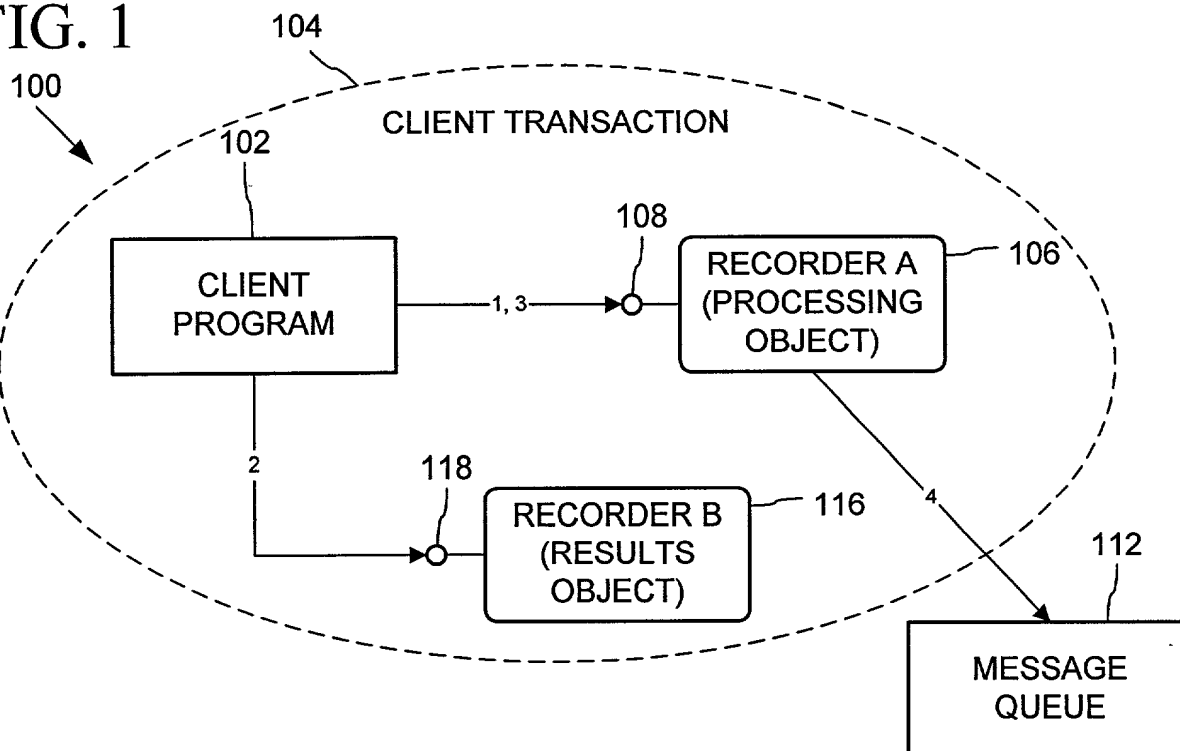 FIG. 1
104
100
CLIENT TRANSACTION
102
108
RECORDER A
(PROCESSING
OBJECT)
106
CLIENT
PROGRAM
1, 3
2
118
RECORDER B
(RESULTS
OBJECT)
116
4
112
MESSAGE
QUEUE